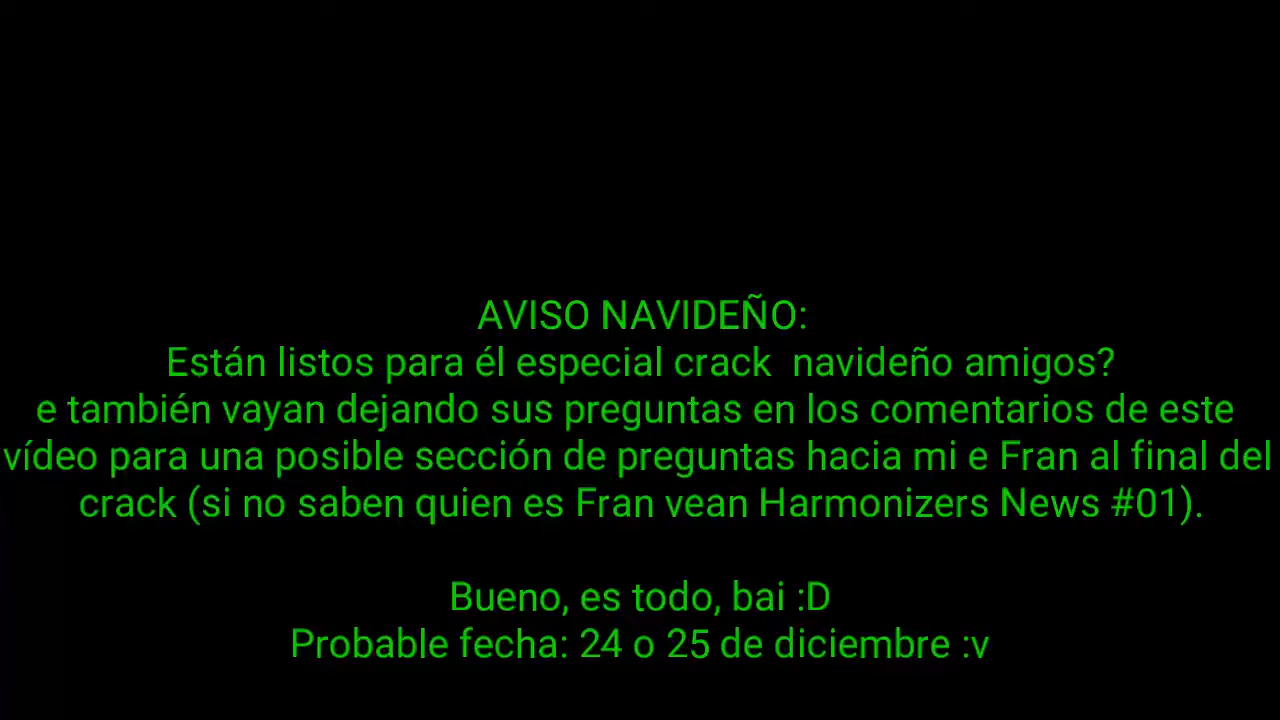 AVISO NAVIDEÑO:
Están listos para él especial crack  navideño amigos?
e también vayan dejando sus preguntas en los comentarios de este
vídeo para una posible sección de preguntas hacia mi e Fran al final del
crack (si no saben quien es Fran vean Harmonizers News #01).
Bueno, es todo, bai :D
Probable fecha: 24 o 25 de diciembre :v